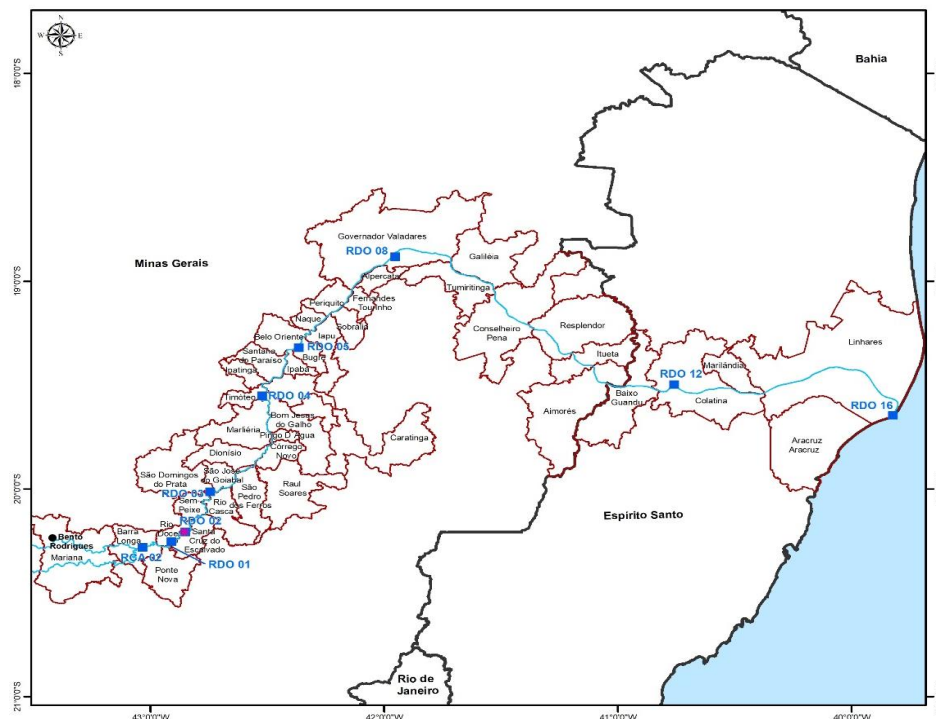 N
W
E
S
Bahia
18°0'0"S
Minas Gerais
Governador Valadares
RDO 08
Galiléia
19°0'0"S
Alpercata
Tumiritinga
Periquito
Fernandes
Tourinho
Naque
Sobrália
Conselheiro
Pena
Resplendor
Belo Oriente
Iapu
RDO 05
Linhares
Santana
do Paraíso
Bugre
Itueta
Marilândia
Ipatinga
Ipaba
RDO 12
Timóteo
RDO 04
Baixo
Guandu
Colatina
RDO 16
Aimorés
Bom Jesus
do Galho
Marliéria
Pingo D'Água
Caratinga
Córrego
Novo
Aracruz
Aracruz
Dionísio
São Domingos
do Prata
São José
do Goiabal
Raul
Soares
20°0'0"S
RDO 03
São
Pedro
dos Ferros
Sem
Peixe
Rio
Casca
Espírito Santo
RDO 02
Rio
Doce
Santa
Cruz do
Escalvado
Barra
Longa
Bento
Rodrigues
Mariana
RCA 02
RDO 01
Ponte
Nova
Rio de
Janeiro
21°0'0"S
43°0'0"W
42°0'0"W
41°0'0"W
40°0'0"W